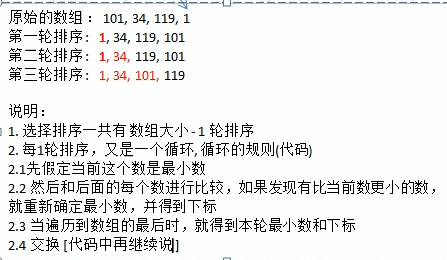 原始的数组 : 101, 34, 119, 1
第一轮排序: 1, 34, 119, 101
第二轮排序: 1, 34, 119, 101
第三轮排序: 1, 34, 101, 119
说明:
1. 选择排序一共有 数组大小 - 1 轮排序
2. 每1轮排序，又是一个循环, 循环的规则(代码)
2.1先假定当前这个数是最小数
2.2 然后和后面的每个数进行比较，如果发现有比当前数更小的数，
就重新确定最小数，并得到下标
2.3 当遍历到数组的最后时，就得到本轮最小数和下标
2.4 交换 [代码中再继续说]